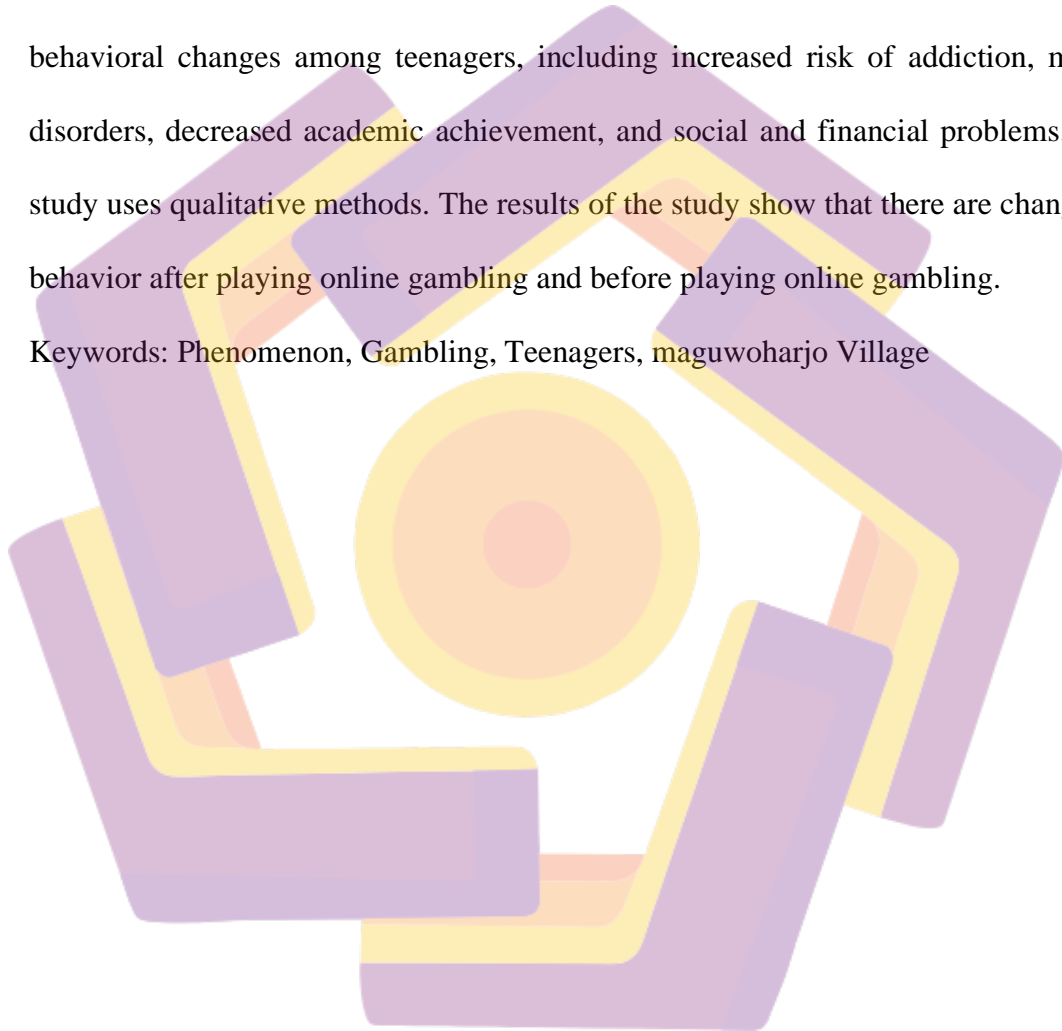 behavioral changes among teenagers, including increased risk of addiction,
disorders, decreased academic achievement, and social and financial problems
study uses qualitative methods. The results of the study show that there are
behavior after playing online gambling and before playing online gambling.
Keywords: Phenomenon, Gambling, Teenagers, maguwoharjo Village